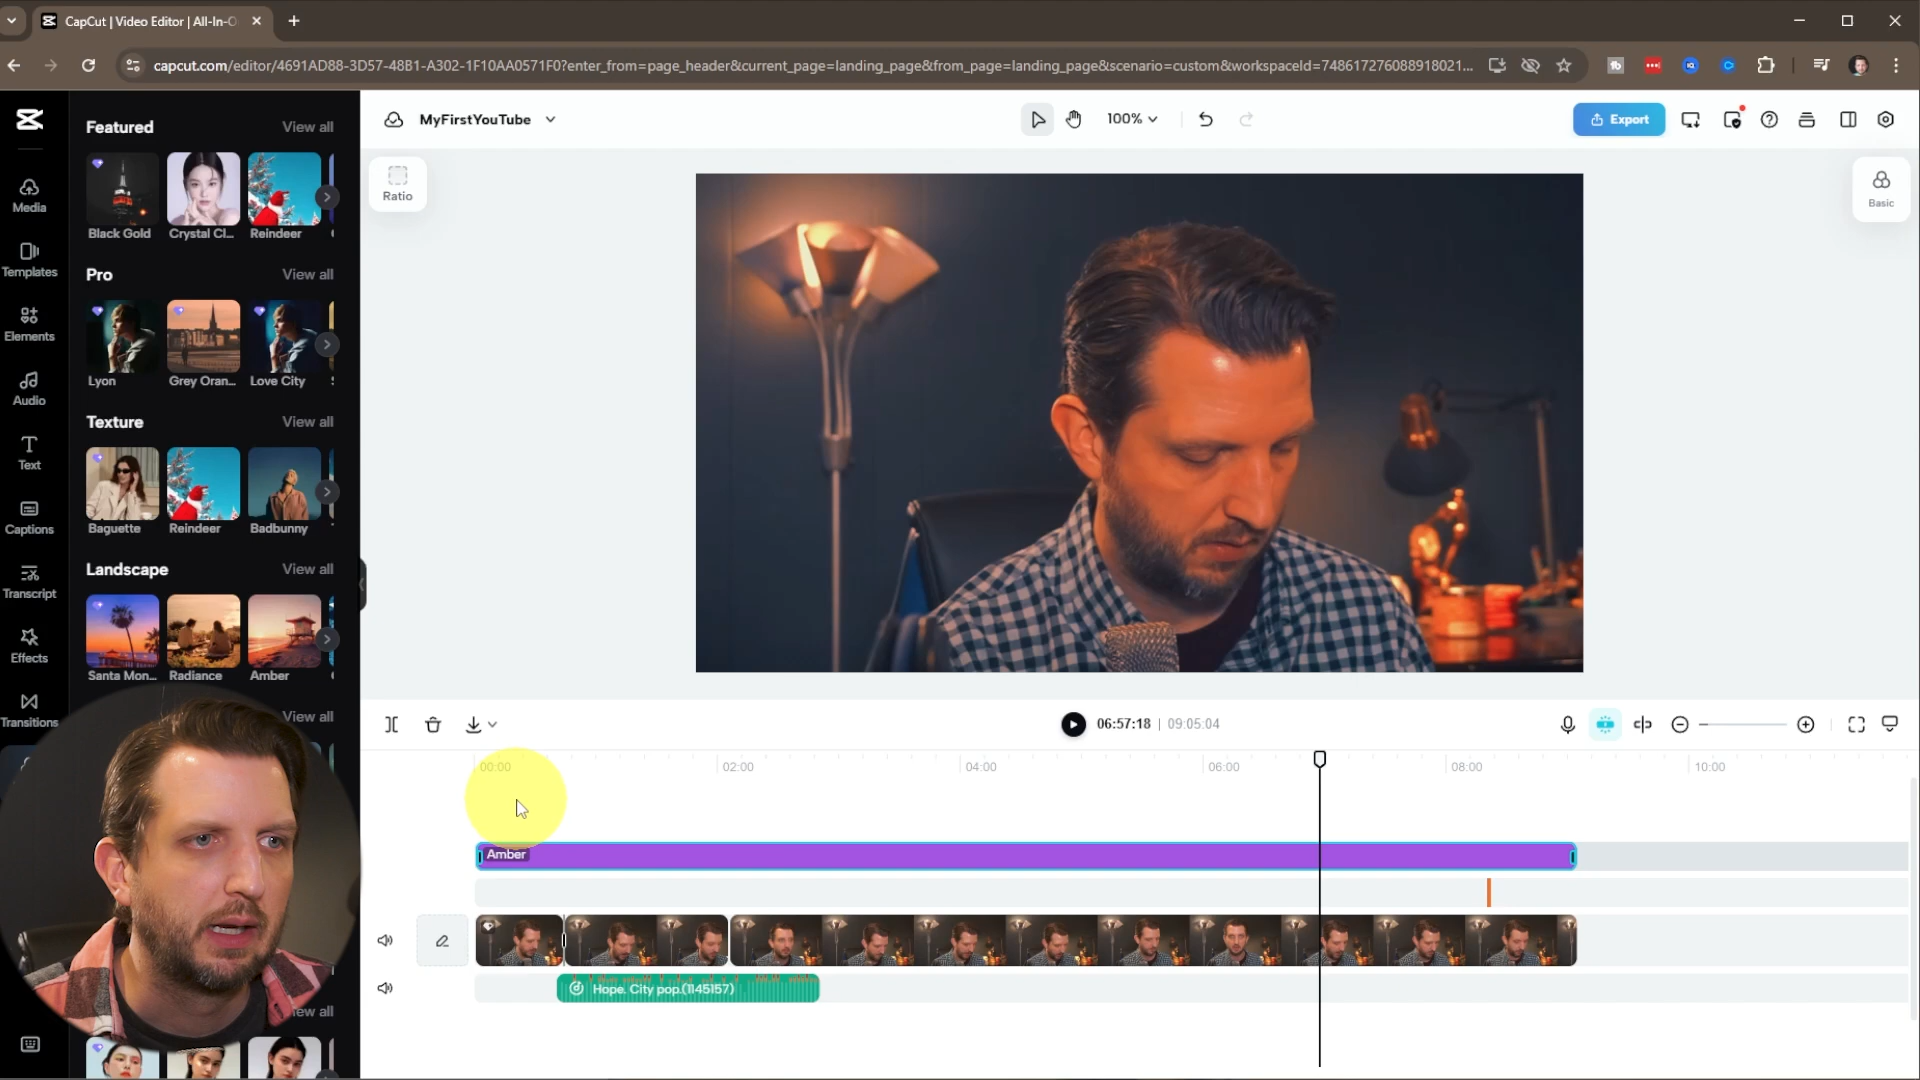 CapCut | Video Editor | All-In-O
capcut.com/editor/4691AD88-3D57-48B1-A302-1F10AA0571F0?enter_from=page_header&current_page=landing_page&from_page=landing_page&scenario=custom&workspaceId=748617276088918021...
MyFirstYouTube
100%
Export
Ratio
Basic
Media
Templates
Elements
Audio
Text
Captions
Transcript
Effects
Transitions
Featured
View all
Black Gold
Crystal Cl...
Reindeer
Pro
View all
Lyon
Grey Oran...
Love City
Texture
View all
Baguette
Reindeer
Badbunny
Landscape
View all
Santa Mon...
Radiance
Amber
View all
06:57:18 | 09:05:04
00:00
02:00
04:00
06:00
08:00
10:00
Amber
Hope. City pop.(1145157)